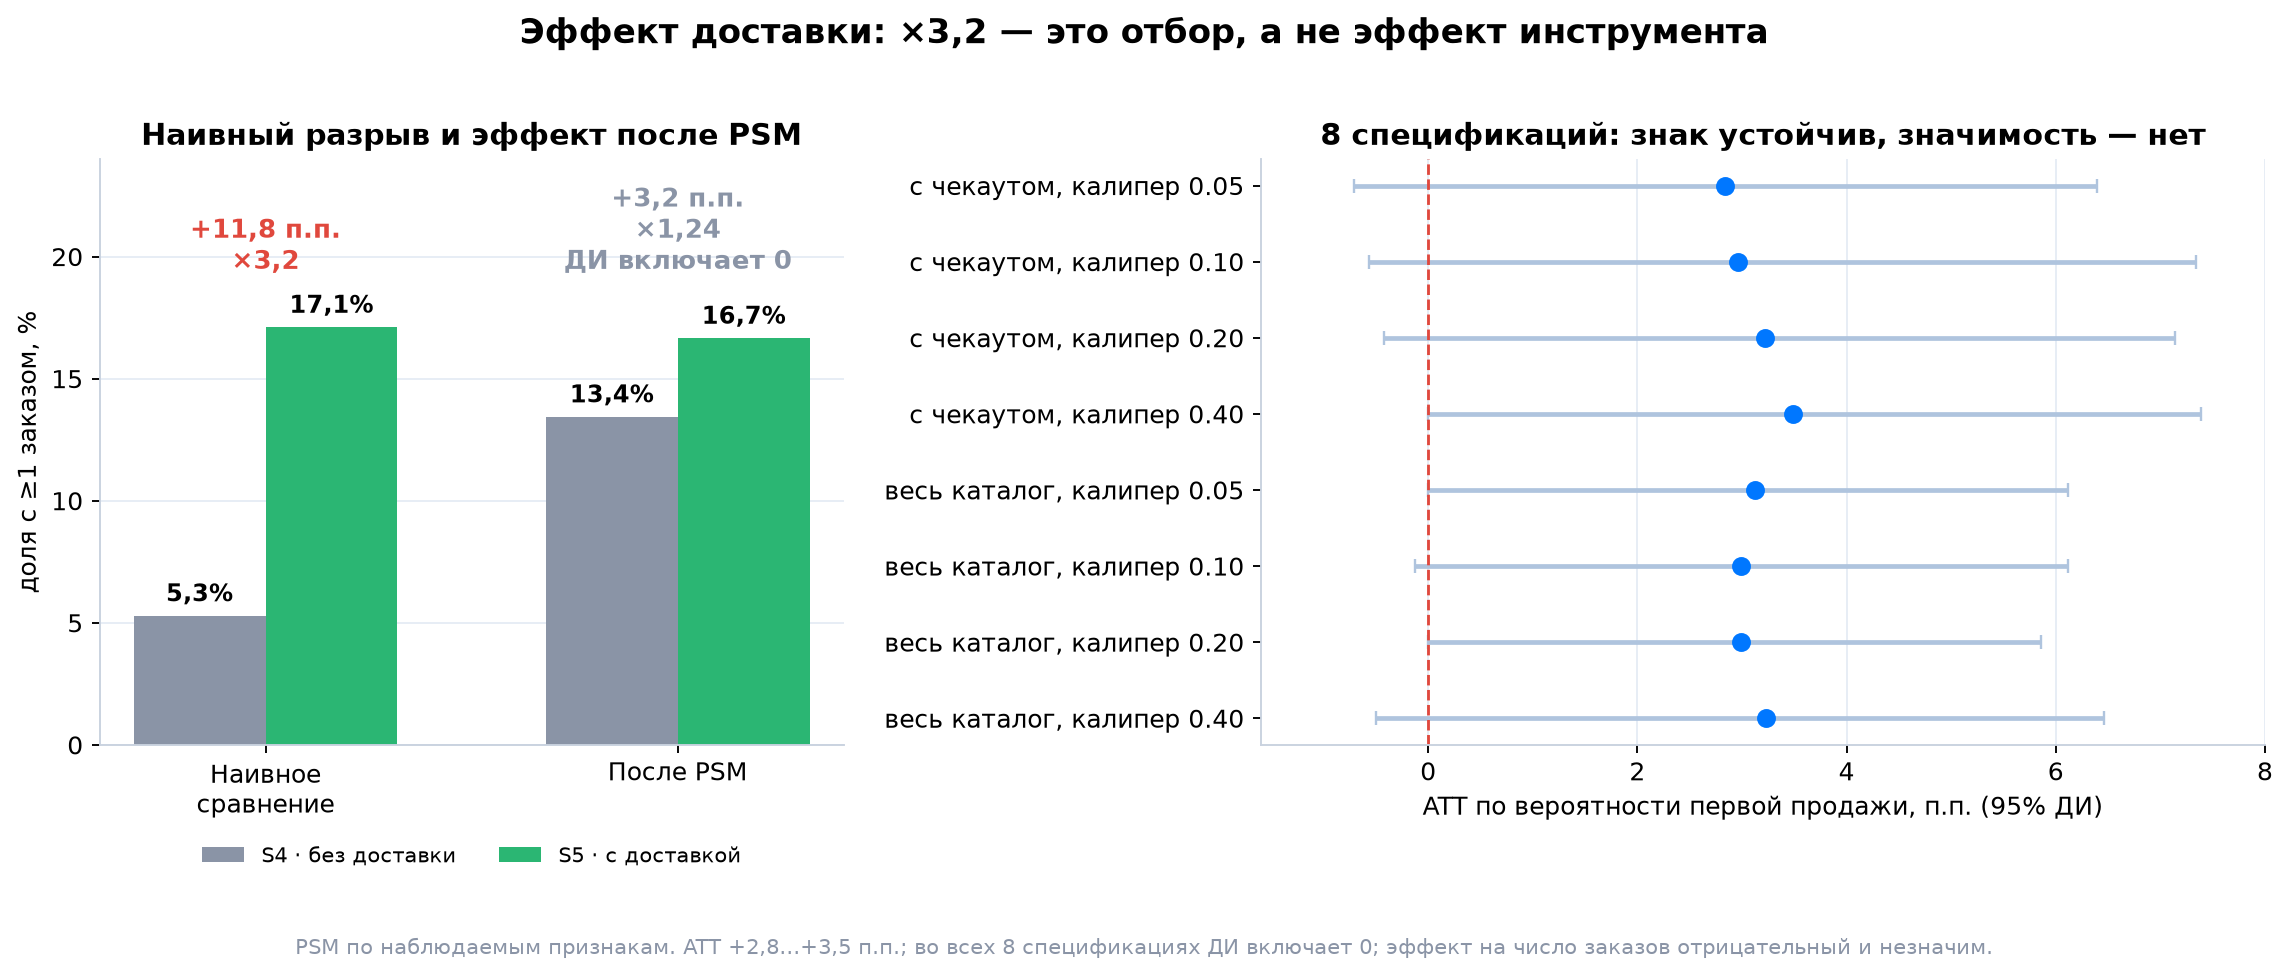 Эффект доставки: ×3,2 — это отбор, а не эффект инструмента
Наивный разрыв и эффект после PSM
+11,8 п.п.
×3,2
+3,2 п.п.
×1,24
ДИ включает 0
17,1%
16,7%
13,4%
5,3%
доля с ≥1 заказом, %
20
15
10
5
0
Наивное
сравнение
После PSM
S4 · без доставки
S5 · с доставкой
8 спецификаций: знак устойчив, значимость — нет
с чекаутом, калипер 0.05
с чекаутом, калипер 0.10
с чекаутом, калипер 0.20
с чекаутом, калипер 0.40
весь каталог, калипер 0.05
весь каталог, калипер 0.10
весь каталог, калипер 0.20
весь каталог, калипер 0.40
0
2
4
6
8
ATT по вероятности первой продажи, п.п. (95% ДИ)
PSM по наблюдаемым признакам. ATT +2,8…+3,5 п.п.; во всех 8 спецификациях ДИ включает 0; эффект на число заказов отрицательный и незначим.